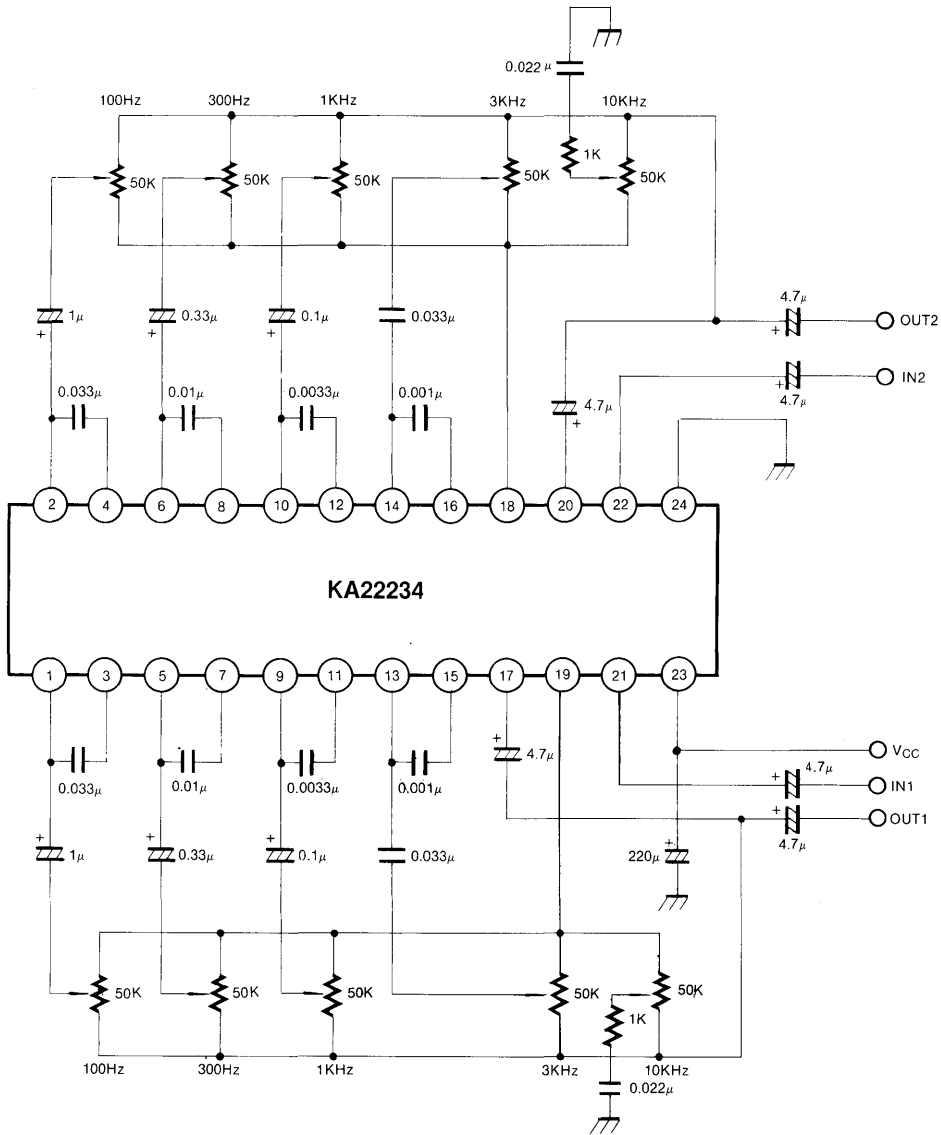 0.022 μ
100Hz 300Hz 1KHz 3KHz 10KHz
1K
50K 50K 50K 50K 50K
4.7μ
1μ 0.33μ 0.1μ 0.033μ
+ + + + OUT2
+ IN2
4.7μ
0.033μ 0.01μ 0.0033μ 0.001μ
4.7μ
+
2 4 6 8 10 12 14 16 18 20 22 24
KA22234
1 3 5 7 9 11 13 15 17 19 21 23
+ 4.7μ
VCC
0.033μ 0.01μ 0.0033μ 0.001μ
4.7μ
+ IN1
+ OUT1
4.7μ
+ + + +
1μ 0.33μ 0.1μ 0.033μ 220μ
50K 50K 50K 50K 50K
1K
100Hz 300Hz 1KHz 3KHz 10KHz
0.022μ